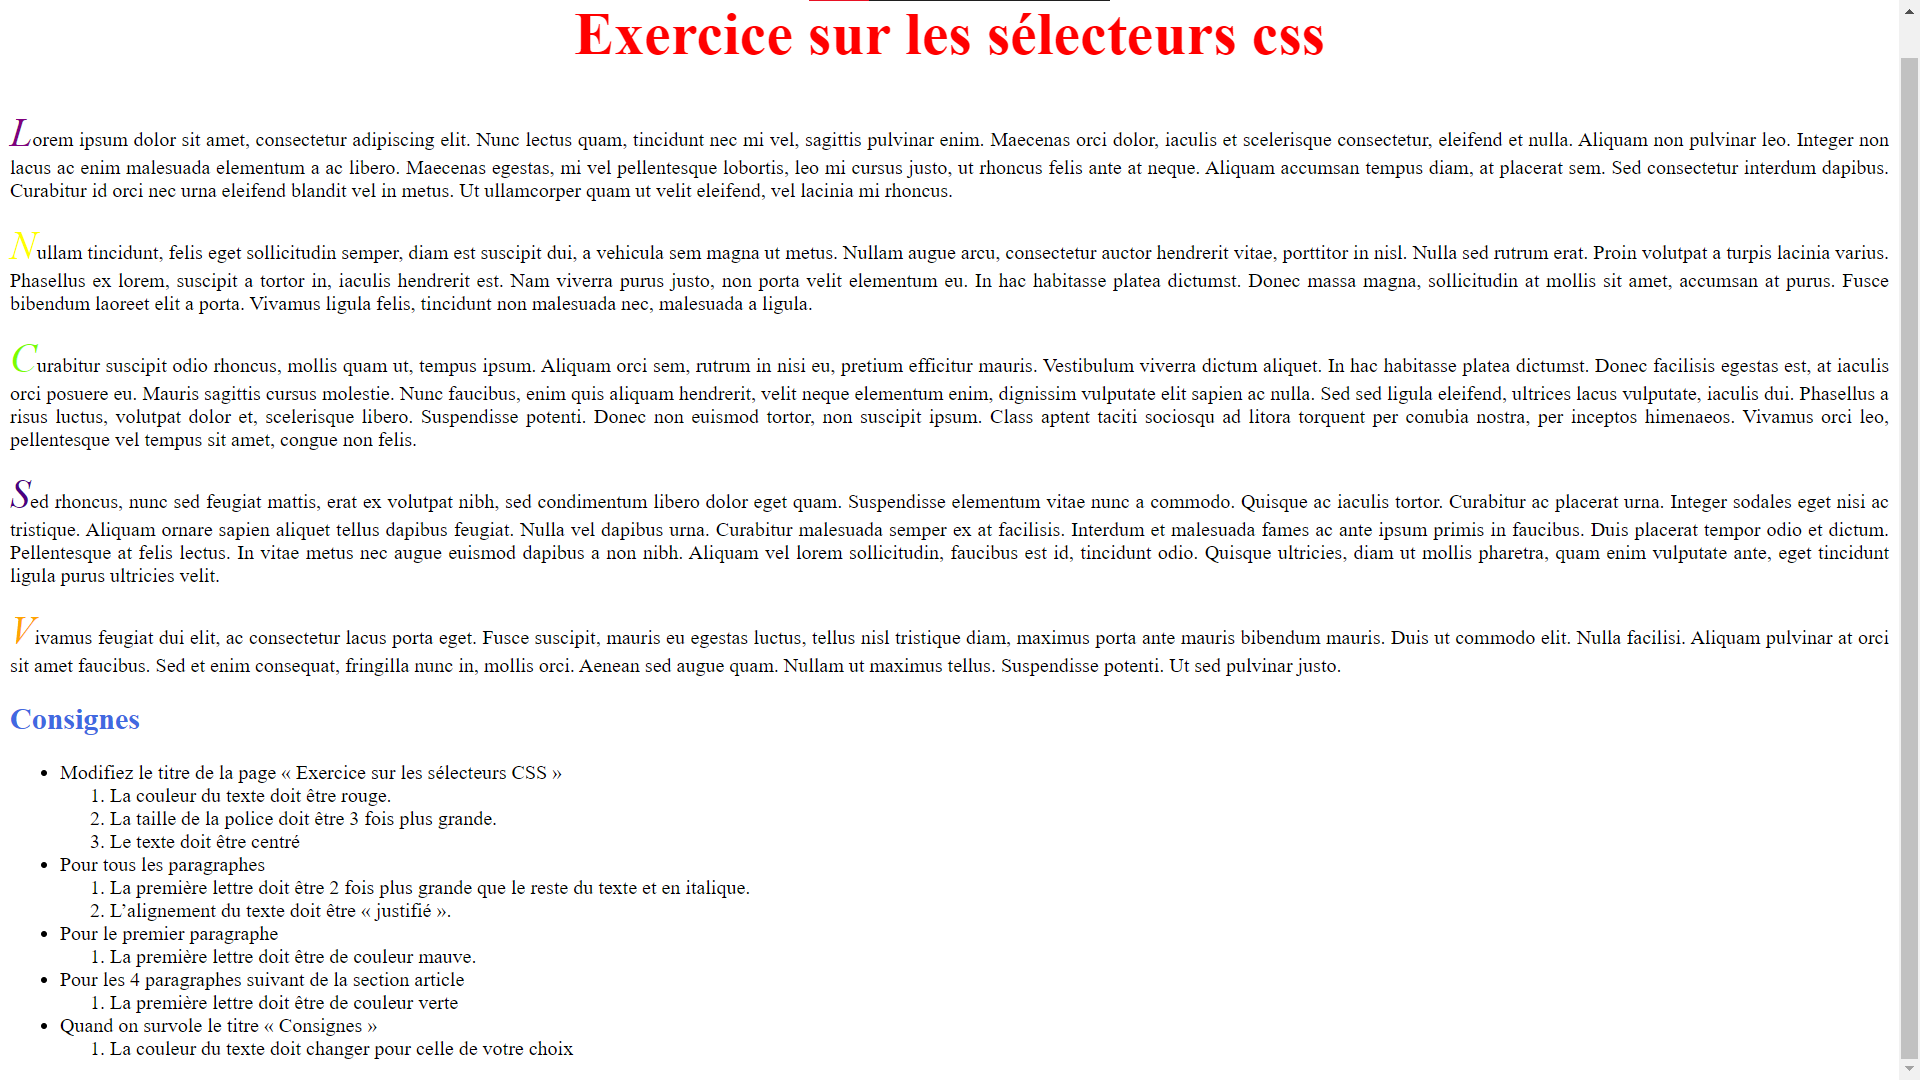 Exercice sur les sélecteurs css
Lorem ipsum dolor sit amet, consectetur adipiscing elit. Nunc lectus quam, tincidunt nec mi vel, sagittis pulvinar enim. Maecenas orci dolor, iaculis et scelerisque consectetur, eleifend et nulla. Aliquam non pulvinar leo. Integer non
lacus ac enim malesuada elementum a ac libero. Maecenas egestas, mi vel pellentesque lobortis, leo mi cursus justo, ut rhoncus felis ante at neque. Aliquam accumsan tempus diam, at placerat sem. Sed consectetur interdum dapibus.
Curabitur id orci nec urna eleifend blandit vel in metus. Ut ullamcorper quam ut velit eleifend, vel lacinia mi rhoncus.
Nullam tincidunt, felis eget sollicitudin semper, diam est suscipit dui, a vehicula sem magna ut metus. Nullam augue arcu, consectetur auctor hendrerit vitae, porttitor in nisl. Nulla sed rutrum erat. Proin volutpat a turpis lacinia varius.
Phasellus ex lorem, suscipit a tortor in, iaculis hendrerit est. Nam viverra purus justo, non porta velit elementum eu. In hac habitasse platea dictumst. Donec massa magna, sollicitudin at mollis sit amet, accumsan at purus. Fusce
bibendum laoreet elit a porta. Vivamus ligula felis, tincidunt non malesuada nec, malesuada a ligula.
Curabitur suscipit odio rhoncus, mollis quam ut, tempus ipsum. Aliquam orci sem, rutrum in nisi eu, pretium efficitur mauris. Vestibulum viverra dictum aliquet. In hac habitasse platea dictumst. Donec facilisis egestas est, at iaculis
orci posuere eu. Mauris sagittis cursus molestie. Nunc faucibus, enim quis aliquam hendrerit, velit neque elementum enim, dignissim vulputate elit sapien ac nulla. Sed sed ligula eleifend, ultrices lacus vulputate, iaculis dui. Phasellus a
risus luctus, volutpat dolor et, scelerisque libero. Suspendisse potenti. Donec non euismod tortor, non suscipit ipsum. Class aptent taciti sociosqu ad litora torquent per conubia nostra, per inceptos himenaeos. Vivamus orci leo,
pellentesque vel tempus sit amet, congue non felis.
Sed rhoncus, nunc sed feugiat mattis, erat ex volutpat nibh, sed condimentum libero dolor eget quam. Suspendisse elementum vitae nunc a commodo. Quisque ac iaculis tortor. Curabitur ac placerat urna. Integer sodales eget nisi ac
tristique. Aliquam ornare sapien aliquet tellus dapibus feugiat. Nulla vel dapibus urna. Curabitur malesuada semper ex at facilisis. Interdum et malesuada fames ac ante ipsum primis in faucibus. Duis placerat tempor odio et dictum.
Pellentesque at felis lectus. In vitae metus nec augue euismod dapibus a non nibh. Aliquam vel lorem sollicitudin, faucibus est id, tincidunt odio. Quisque ultricies, diam ut mollis pharetra, quam enim vulputate ante, eget tincidunt
ligula purus ultricies velit.
Vivamus feugiat dui elit, ac consectetur lacus porta eget. Fusce suscipit, mauris eu egestas luctus, tellus nisl tristique diam, maximus porta ante mauris bibendum mauris. Duis ut commodo elit. Nulla facilisi. Aliquam pulvinar at orci
sit amet faucibus. Sed et enim consequat, fringilla nunc in, mollis orci. Aenean sed augue quam. Nullam ut maximus tellus. Suspendisse potenti. Ut sed pulvinar justo.
Consignes
• Modifiez le titre de la page « Exercice sur les sélecteurs CSS »
1. La couleur du texte doit être rouge.
2. La taille de la police doit être 3 fois plus grande.
3. Le texte doit être centré
• Pour tous les paragraphes
1. La première lettre doit être 2 fois plus grande que le reste du texte et en italique.
2. L’alignement du texte doit être « justifié ».
• Pour le premier paragraphe
1. La première lettre doit être de couleur mauve.
• Pour les 4 paragraphes suivant de la section article
1. La première lettre doit être de couleur verte
• Quand on survole le titre « Consignes »
1. La couleur du texte doit changer pour celle de votre choix